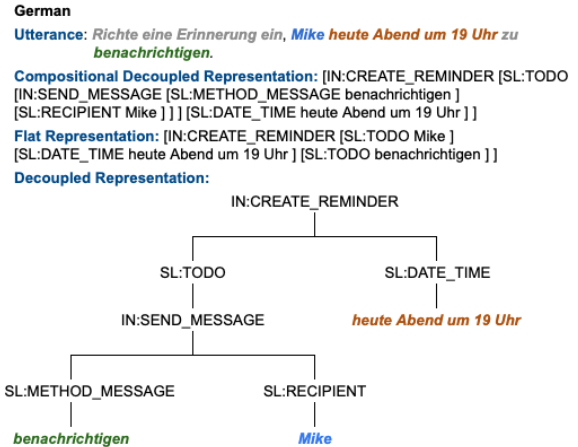 German
Utterance: Richte eine Erinnerung ein, Mike heute Abend um 19 Uhr zu
benachrichtigen.
Compositional Decoupled Representation: [IN:CREATE_REMINDER [SL:TODO
[IN:SEND_MESSAGE [SL:METHOD_MESSAGE benachrichtigen ]
[SL:RECIPIENT Mike ] ] ] [SL:DATE_TIME heute Abend um 19 Uhr ] ]
Flat Representation: [IN:CREATE_REMINDER [SL:TODO Mike ]
[SL:DATE_TIME heute Abend um 19 Uhr ] [SL:TODO benachrichtigen ] ]
Decoupled Representation:
IN:CREATE_REMINDER
SL:TODO SL:DATE_TIME
IN:SEND_MESSAGE heute Abend um 19 Uhr
SL:METHOD_MESSAGE SL:RECIPIENT
benachrichtigen Mike